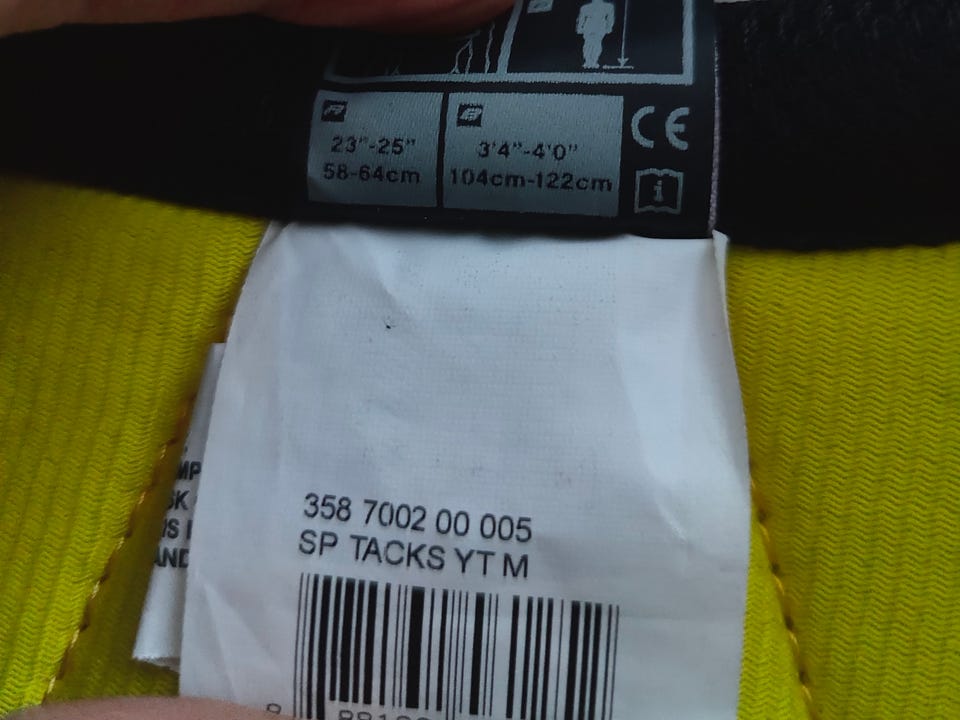 A
B
23"-25"
58-64cm
3'4"-4'0"
104cm-122cm
CE
i
358 7002 00 005
SP TACKS YT M